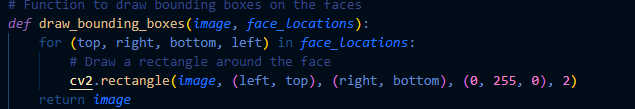 # Function to draw bounding boxes on the faces
def draw_bounding_boxes(image, face_locations):
    for (top, right, bottom, left) in face_locations:
        # Draw a rectangle around the face
        cv2.rectangle(image, (left, top), (right, bottom), (0, 255, 0), 2)
    return image